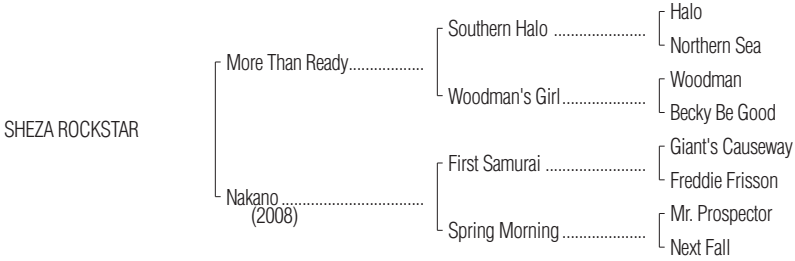 Halo
Southern Halo ......................
Northern Sea
More Than Ready..................
Woodman
Woodman's Girl....................
Becky Be Good
SHEZA ROCKSTAR
Giant's Causeway
First Samurai ........................
Freddie Frisson
Nakano ..................................
(2008)
Mr. Prospector
Spring Morning ....................
Next Fall